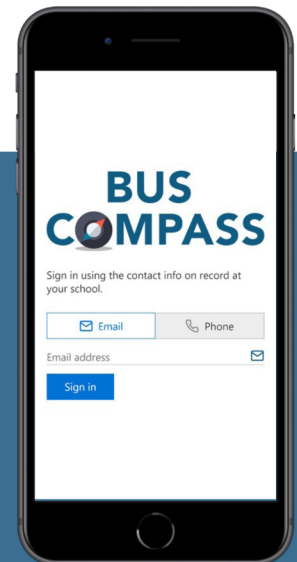 BUS
COMPASS
Sign in using the contact info on record at
your school.
Email
Phone
Email address
Sign in